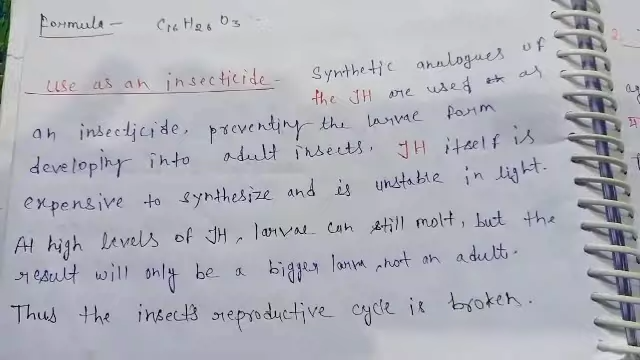 Formula - C16H26O3
Use as an insecticide - Synthetic analogues of
the JH are used as
an insecticide, preventing the larvae form
developing into adult insects. JH itself is
expensive to synthesize and is unstable in light.
At high levels of JH, larvae can still molt, but the
result will only be a bigger larva, not an adult.
Thus the insect's reproductive cycle is broken.
2.